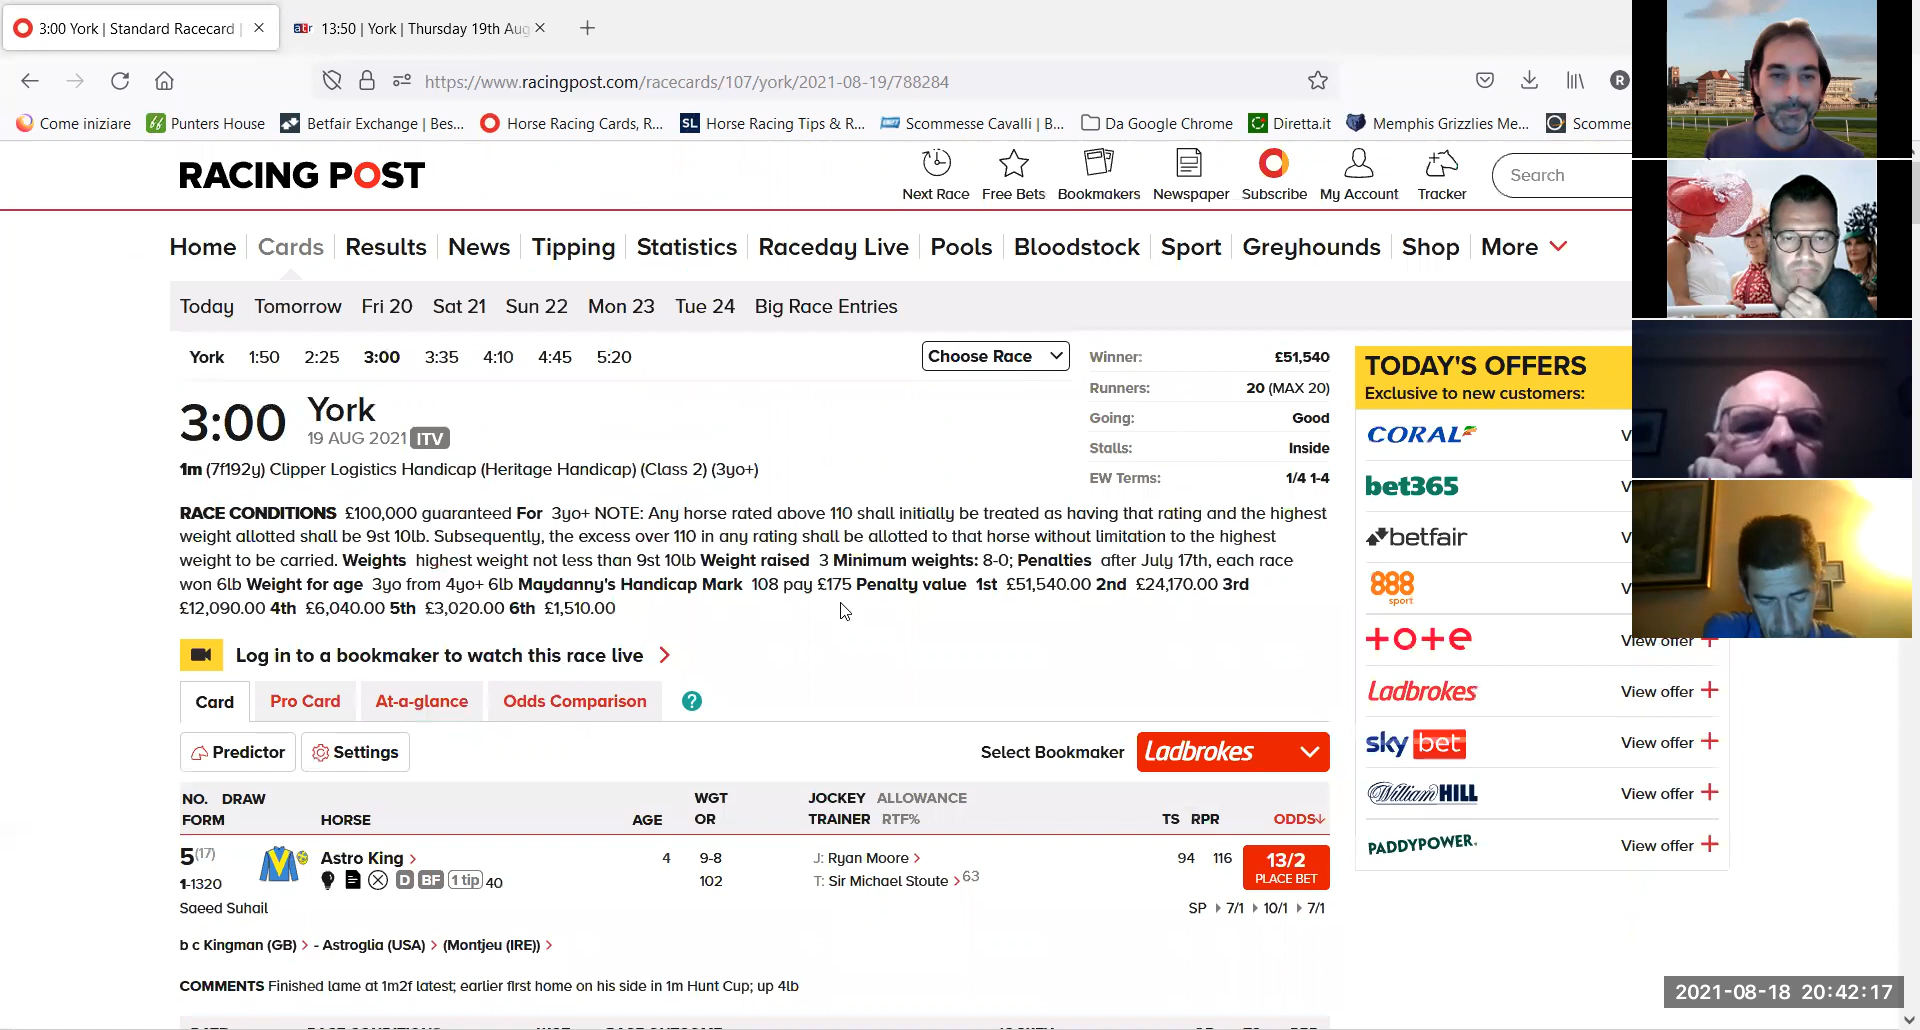 3:00 York | Standard Racecard |
atr 13:50 | York | Thursday 19th Aug
https://www.racingpost.com/racecards/107/york/2021-08-19/788284
R
Come iniziare Punters House Betfair Exchange | Bes... Horse Racing Cards, R... SL Horse Racing Tips & R... Scommesse Cavalli | B... Da Google Chrome Diretta.it Memphis Grizzlies Me... Scomme
RACING POST
Next Race Free Bets Bookmakers Newspaper Subscribe My Account Tracker Search
Home Cards Results News Tipping Statistics Raceday Live Pools Bloodstock Sport Greyhounds Shop More
Today Tomorrow Fri 20 Sat 21 Sun 22 Mon 23 Tue 24 Big Race Entries
York 1:50 2:25 3:00 3:35 4:10 4:45 5:20 Choose Race
Winner: £51,540
Runners: 20 (MAX 20)
Going: Good
Stalls: Inside
EW Terms: 1/4 1-4
3:00 York
19 AUG 2021 ITV
1m (7f192y) Clipper Logistics Handicap (Heritage Handicap) (Class 2) (3yo+)
RACE CONDITIONS £100,000 guaranteed For 3yo+ NOTE: Any horse rated above 110 shall initially be treated as having that rating and the highest
weight allotted shall be 9st 10lb. Subsequently, the excess over 110 in any rating shall be allotted to that horse without limitation to the highest
weight to be carried. Weights highest weight not less than 9st 10lb Weight raised 3 Minimum weights: 8-0; Penalties after July 17th, each race
won 6lb Weight for age 3yo from 4yo+ 6lb Maydanny's Handicap Mark 108 pay £175 Penalty value 1st £51,540.00 2nd £24,170.00 3rd
£12,090.00 4th £6,040.00 5th £3,020.00 6th £1,510.00
Log in to a bookmaker to watch this race live
Card Pro Card At-a-glance Odds Comparison ?
Predictor Settings Select Bookmaker Ladbrokes
NO. DRAW WGT JOCKEY ALLOWANCE
FORM HORSE AGE OR TRAINER RTF% TS RPR ODDS
5(17) Astro King 4 9-8 J: Ryan Moore 94 116 13/2
PLACE BET
1-1320 D BF 1 tip 40 102 T: Sir Michael Stoute 63
Saeed Suhail SP 7/1 10/1 7/1
b c Kingman (GB) - Astroglia (USA) (Montjeu (IRE))
COMMENTS Finished lame at 1m2f latest; earlier first home on his side in 1m Hunt Cup; up 4lb
TODAY'S OFFERS
Exclusive to new customers:
CORAL V
bet365 V
betfair V
888 sport V
tote View offer
Ladbrokes View offer
sky bet View offer
William HILL View offer
PADDYPOWER. View offer
2021-08-18 20:42:17